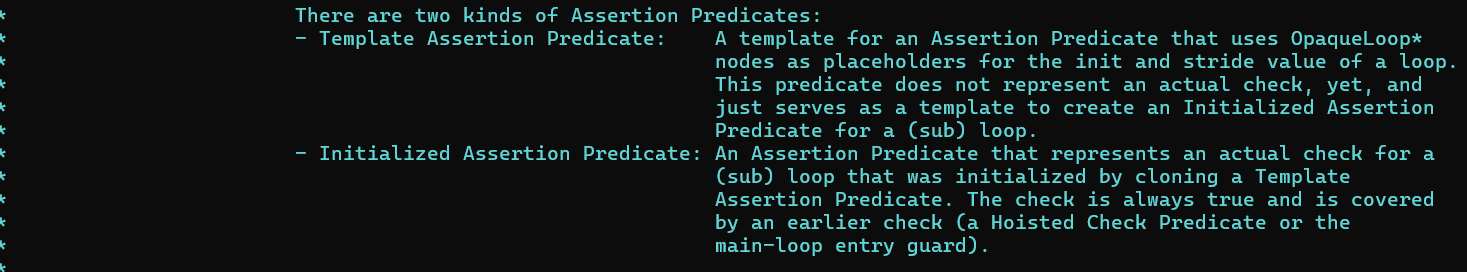 * There are two kinds of Assertion Predicates:
* - Template Assertion Predicate: A template for an Assertion Predicate that uses OpaqueLoop*
* nodes as placeholders for the init and stride value of a loop.
* This predicate does not represent an actual check, yet, and
* just serves as a template to create an Initialized Assertion
* Predicate for a (sub) loop.
* - Initialized Assertion Predicate: An Assertion Predicate that represents an actual check for a
* (sub) loop that was initialized by cloning a Template
* Assertion Predicate. The check is always true and is covered
* by an earlier check (a Hoisted Check Predicate or the
* main-loop entry guard).
*